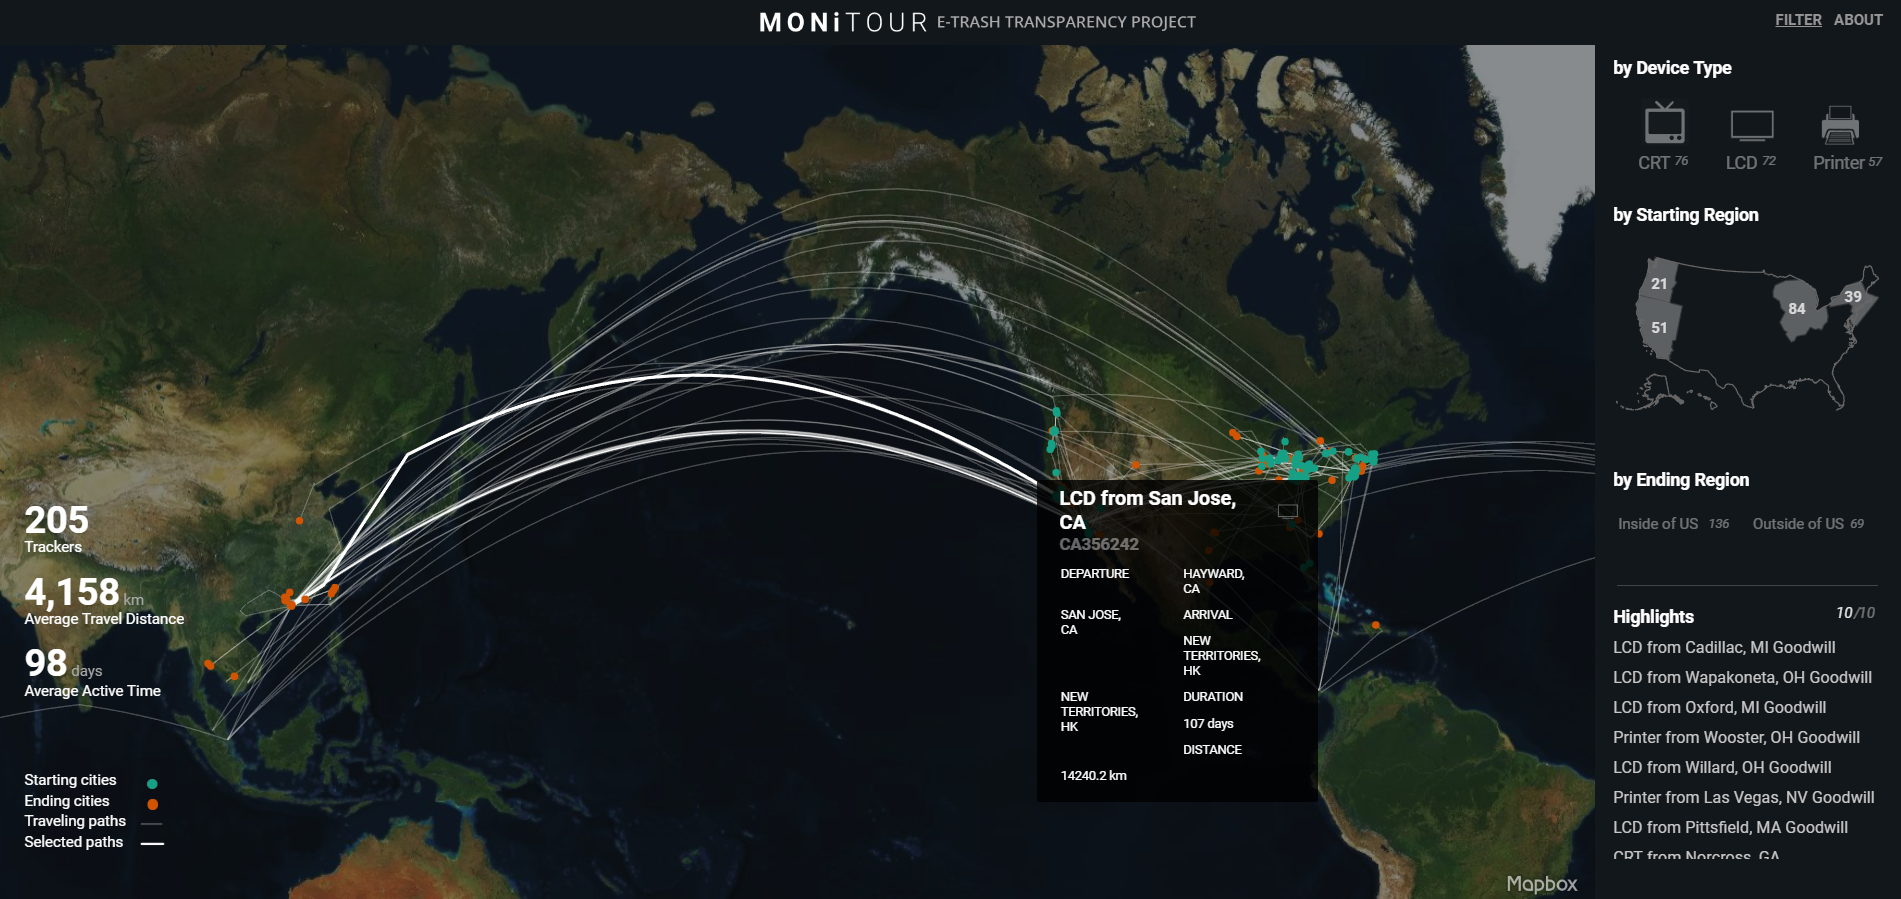 MONiTOUR E-TRASH TRANSPARENCY PROJECT
FILTER ABOUT
by Device Type
CRT 76 LCD 72 Printer 57
by Starting Region
21
51
84
39
by Ending Region
Inside of US 136 Outside of US 69
Highlights 10/10
LCD from Cadillac, MI Goodwill
LCD from Wapakoneta, OH Goodwill
LCD from Oxford, MI Goodwill
Printer from Wooster, OH Goodwill
LCD from Willard, OH Goodwill
Printer from Las Vegas, NV Goodwill
LCD from Pittsfield, MA Goodwill
CRT from Norcross, GA
205
Trackers
4,158 km
Average Travel Distance
98 days
Average Active Time
Starting cities
Ending cities
Traveling paths
Selected paths
LCD from San Jose,
CA
CA356242
DEPARTURE
HAYWARD,
CA
SAN JOSE,
CA
ARRIVAL
NEW
TERRITORIES,
HK
NEW
TERRITORIES,
HK
DURATION
107 days
DISTANCE
14240.2 km
Mapbox